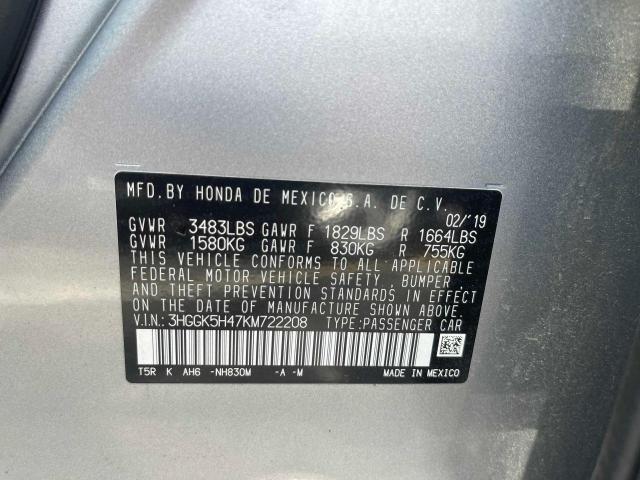 MFD. BY HONDA DE MEXICO S.A. DE C.V.
02/'19
GVWR 3483LBS GAWR F 1829LBS R 1664LBS
GVWR 1580KG GAWR F 830KG R 755KG
THIS VEHICLE CONFORMS TO ALL APPLICABLE
FEDERAL MOTOR VEHICLE SAFETY, BUMPER,
AND THEFT PREVENTION STANDARDS IN EFFECT
ON THE DATE OF MANUFACTURE SHOWN ABOVE.
V.I.N.: 3HGGK5H47KM722208 TYPE:PASSENGER CAR
T5R K AH6 -NH830M -A -M
MADE IN MEXICO